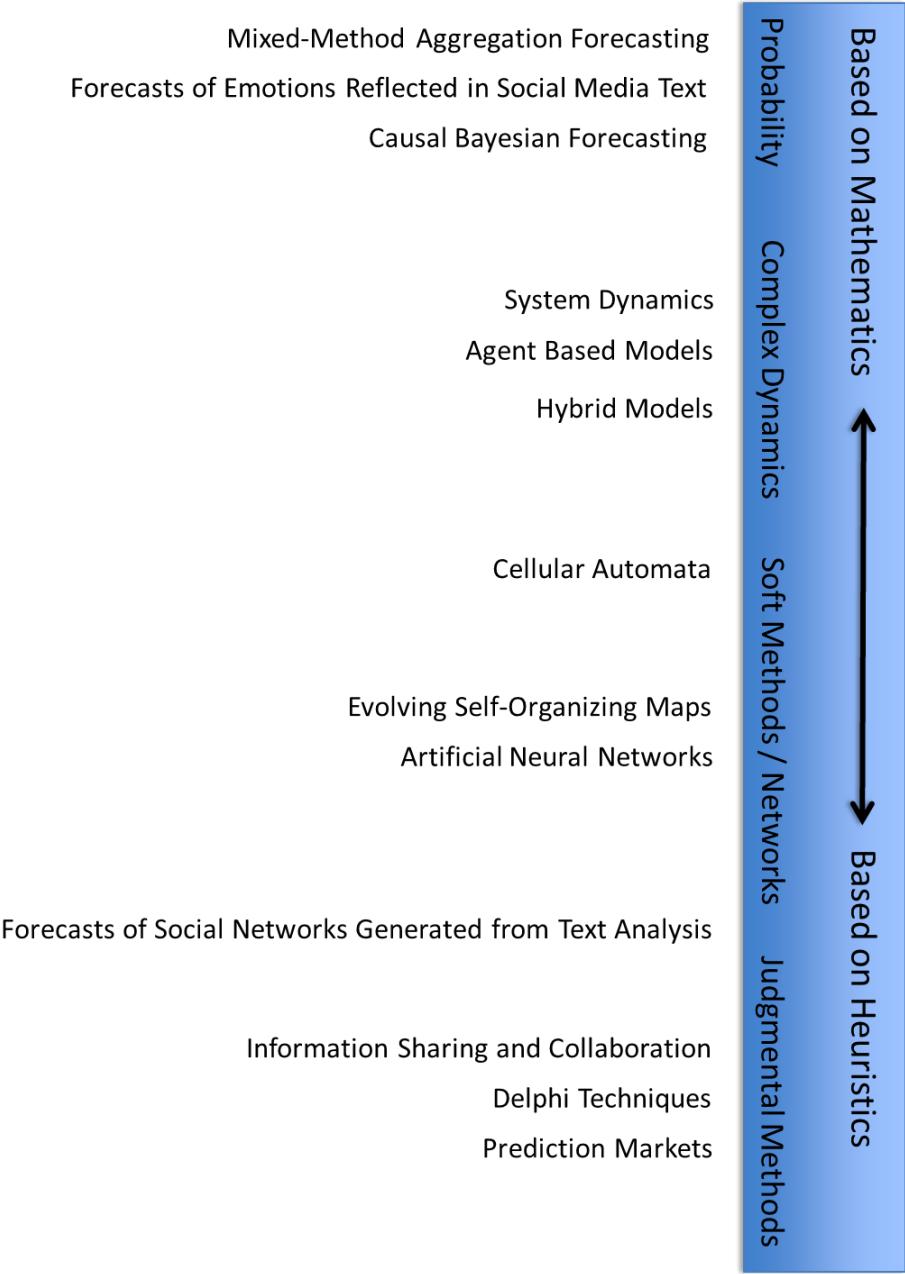 Mixed-Method Aggregation Forecasting
Forecasts of Emotions Reflected in Social Media Text
Causal Bayesian Forecasting
System Dynamics
Agent Based Models
Hybrid Models
Cellular Automata
Evolving Self-Organizing Maps
Artificial Neural Networks
Forecasts of Social Networks Generated from Text Analysis
Information Sharing and Collaboration
Delphi Techniques
Prediction Markets
Probability
Complex Dynamics
Soft Methods / Networks
Judgmental Methods
Based on Mathematics
Based on Heuristics